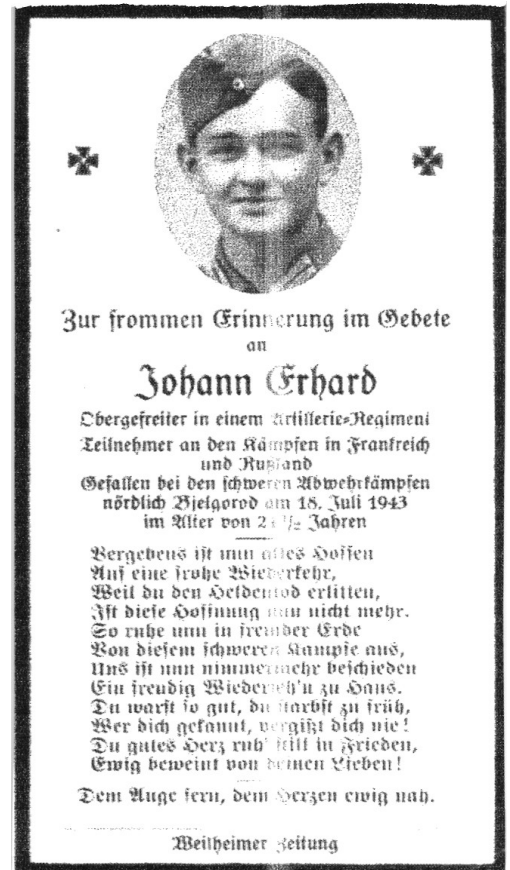 Zur frommen Erinnerung im Gebete
an
Johann Erhard
Obergefreiter in einem Artillerie-Regiment
Teilnehmer an den Kämpfen in Frankreich
und Rußland
Gefallen bei den schweren Abwehrkämpfen
nördlich Bjelgorod am 18. Juli 1943
im Alter von ½ Jahren
Vergebens ist nun alles Hoffen
Auf eine frohe Wiederkehr,
Weil du den Heldentod erlitten,
Ist diese Hoffnung nun nicht mehr.
So ruhe nun in fremder Erde
Von diesem schweren Kampfe aus,
Uns ist nun nimmermehr beschieden
Ein freudig Wiederseh'n zu Haus.
Du warst so gut, du starbst zu früh,
Wer dich gekannt, vergißt dich nie!
Du gutes Herz ruh' still in Frieden,
Ewig beweint von deinen Lieben!
Dem Auge fern, dem Herzen ewig nah.
Weilheimer Zeitung